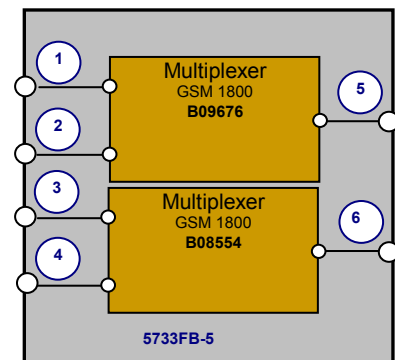 1
Multiplexer
GSM 1800
B09676
5
2
3
Multiplexer
GSM 1800
B08554
6
4
5733FB-5